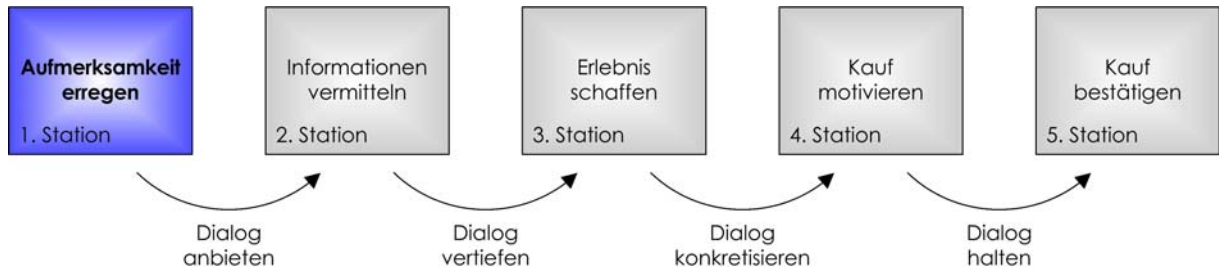 Aufmerksamkeit
erregen
1. Station
Informationen
vermitteln
2. Station
Erlebnis
schaffen
3. Station
Kauf
motivieren
4. Station
Kauf
bestätigen
5. Station
Dialog
anbieten
Dialog
vertiefen
Dialog
konkretisieren
Dialog
halten